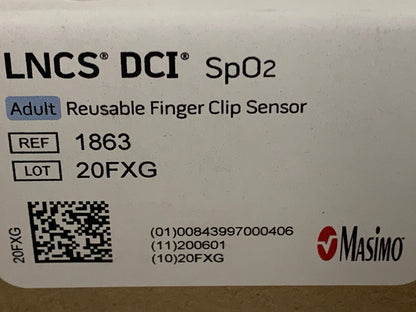 LNCS® DCI® SpO2
Adult Reusable Finger Clip Sensor
REF 1863
LOT 20FXG
20FXG
(01)00843997000406
(11)200601
(10)20FXG
Masimo